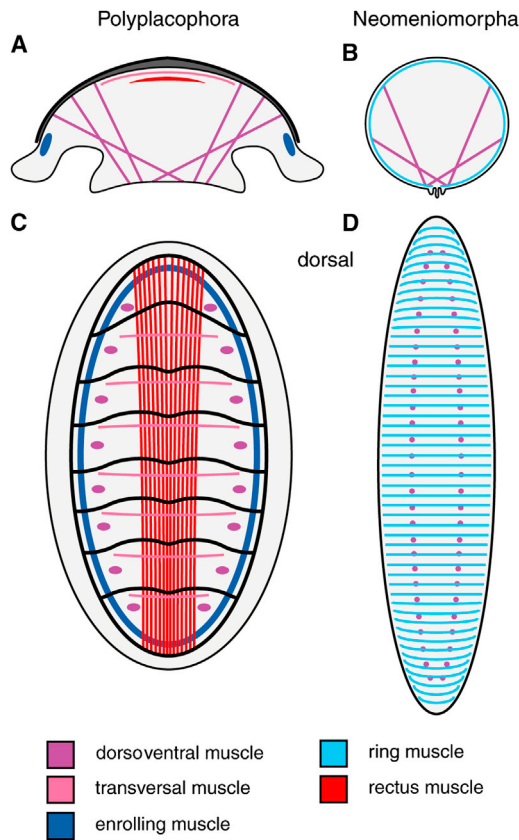 Polyplacophora
Neomeniomorpha
A
B
C
dorsal
D
dorsoventral muscle
ring muscle
transversal muscle
rectus muscle
enrolling muscle